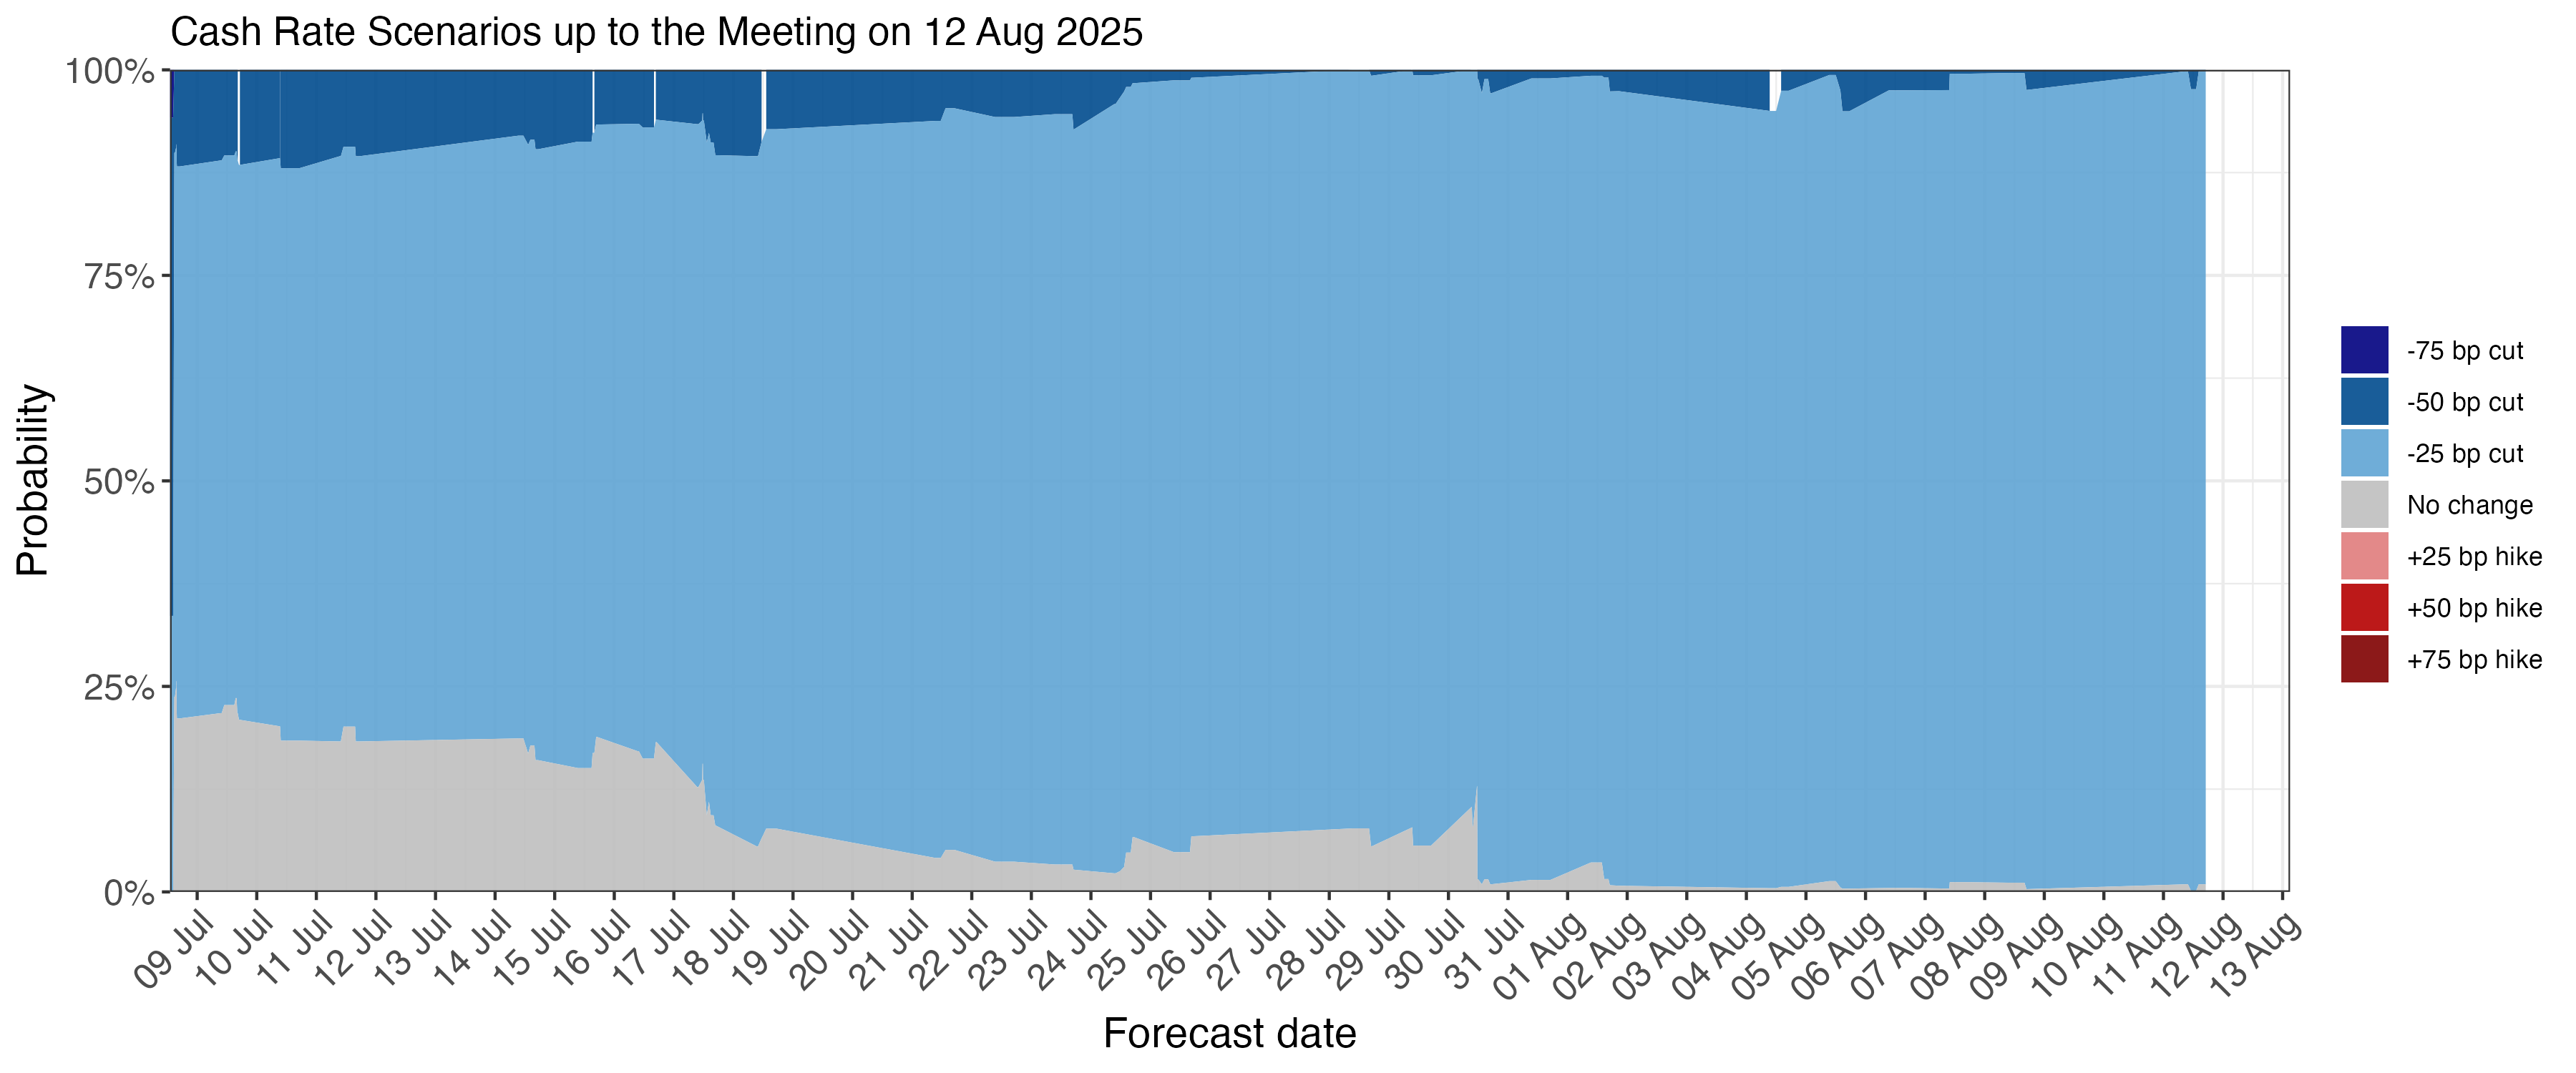 Cash Rate Scenarios up to the Meeting on 12 Aug 2025
100%
75%
50%
25%
0%
Probability
09 Jul
10 Jul
11 Jul
12 Jul
13 Jul
14 Jul
15 Jul
16 Jul
17 Jul
18 Jul
19 Jul
20 Jul
21 Jul
22 Jul
23 Jul
24 Jul
25 Jul
26 Jul
27 Jul
28 Jul
29 Jul
30 Jul
31 Jul
01 Aug
02 Aug
03 Aug
04 Aug
05 Aug
06 Aug
07 Aug
08 Aug
09 Aug
10 Aug
11 Aug
12 Aug
13 Aug
Forecast date
-75 bp cut
-50 bp cut
-25 bp cut
No change
+25 bp hike
+50 bp hike
+75 bp hike